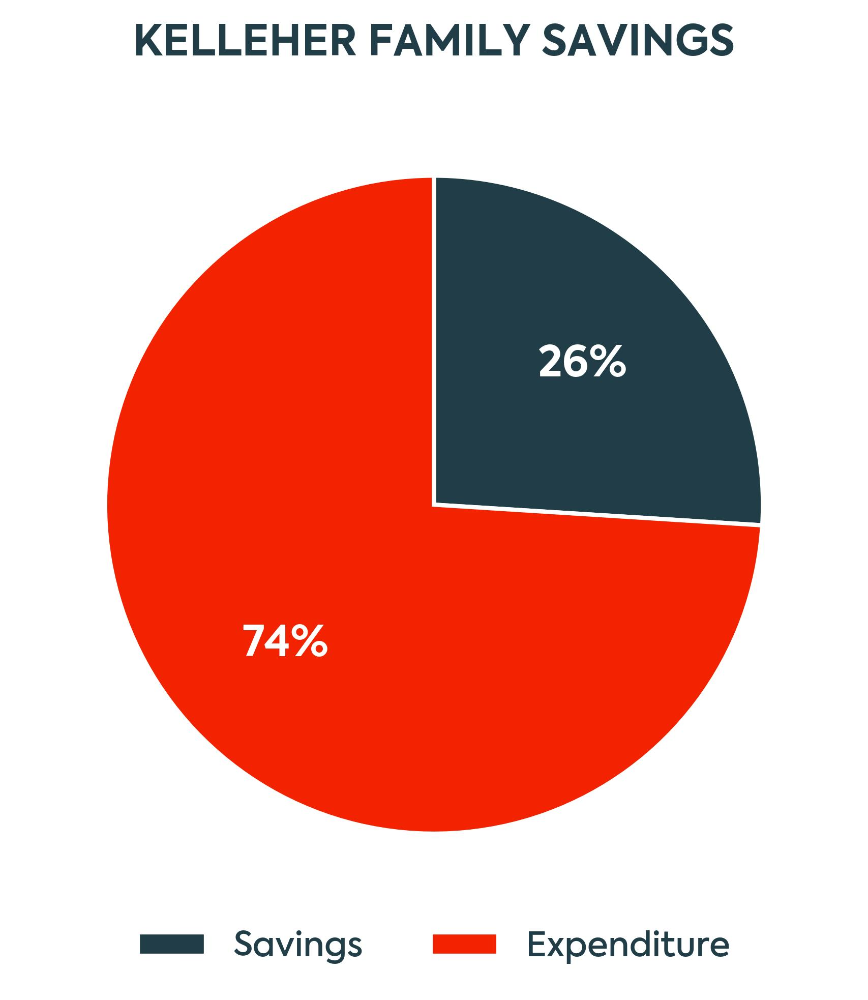 KELLEHER FAMILY SAVINGS
26%
74%
Savings Expenditure